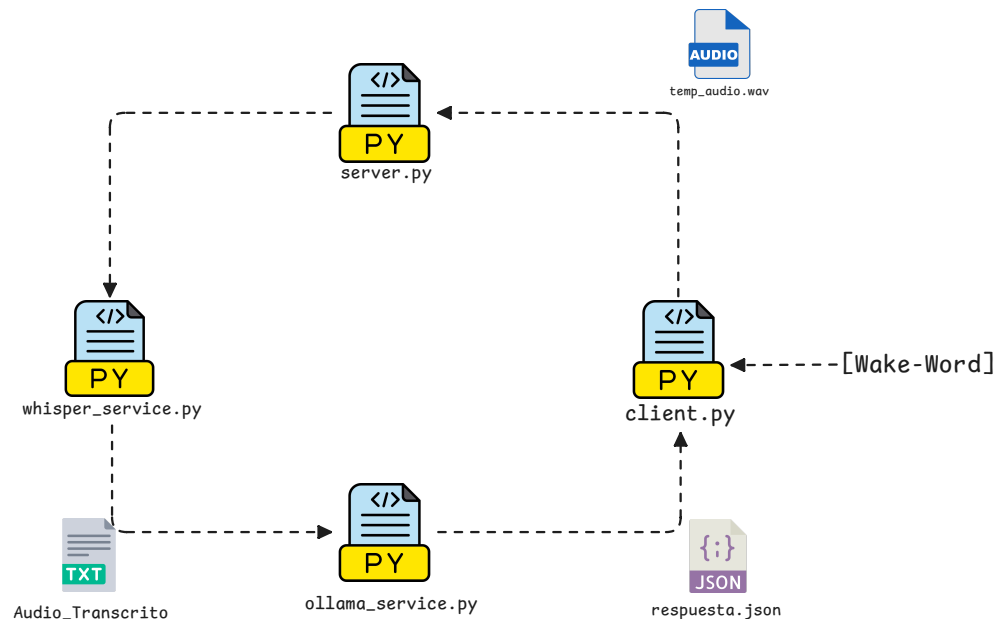 AUDIO
temp_audio.wav
</>
PY
server.py
</>
PY
whisper_service.py
</>
PY
client.py
[Wake-Word]
</>
PY
ollama_service.py
TXT
Audio_Transcrito
{;}
JSON
respuesta.json